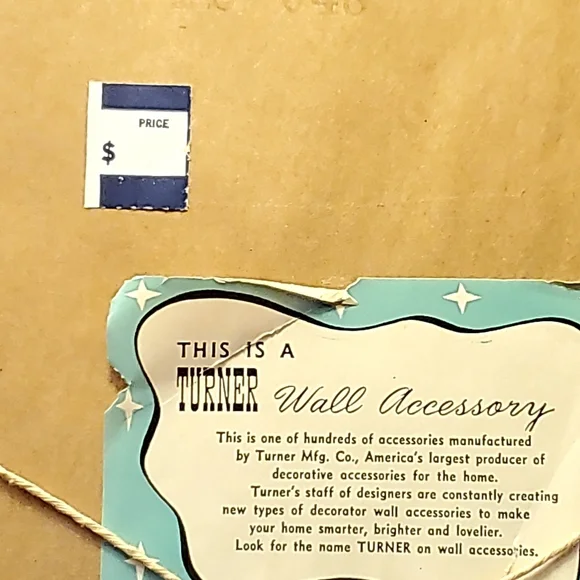 PRICE
$
THIS IS A
TURNER Wall Accessory
This is one of hundreds of accessories manufactured
by Turner Mfg. Co., America's largest producer of
decorative accessories for the home.
Turner's staff of designers are constantly creating
new types of decorator wall accessories to make
your home smarter, brighter and lovelier.
Look for the name TURNER on wall accessories.